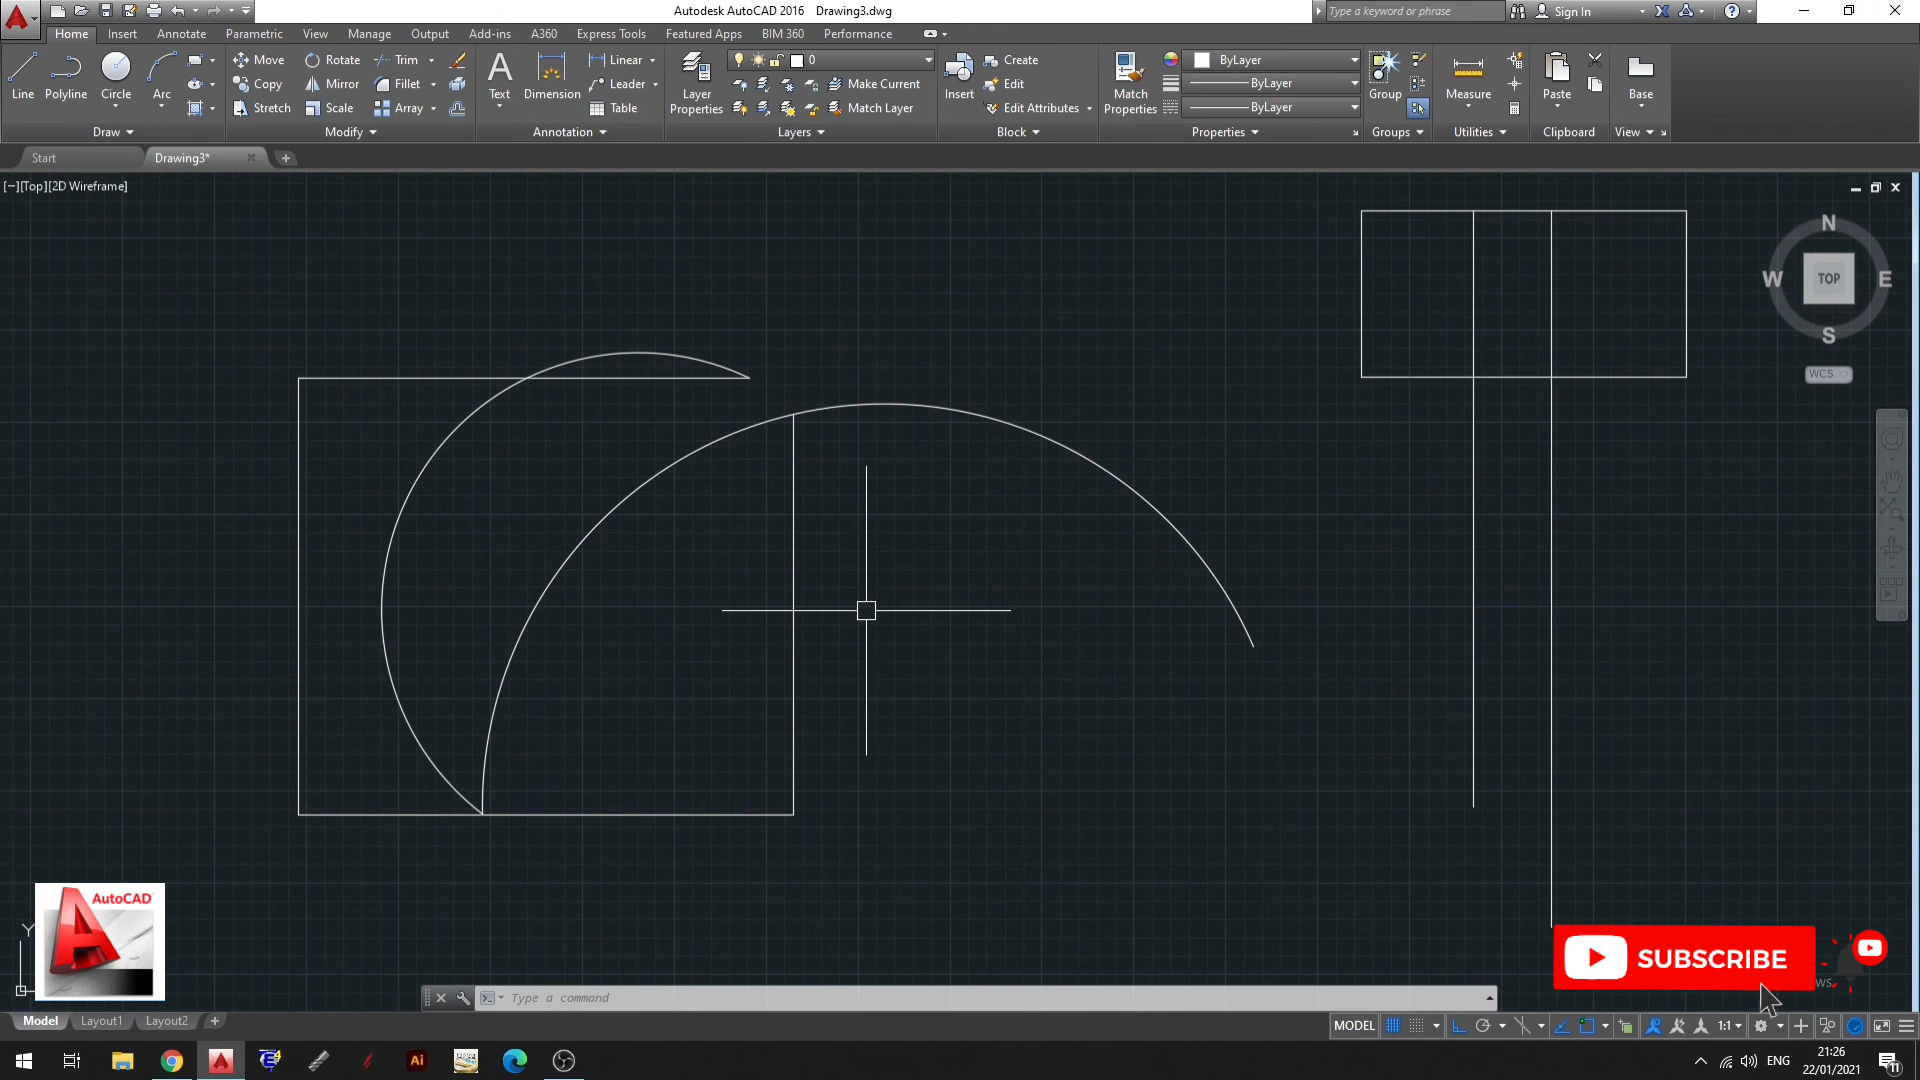 Autodesk AutoCAD 2016 Drawing3.dwg
Type a keyword or phrase
Sign In
Home Insert Annotate Parametric View Manage Output Add-ins A360 Express Tools Featured Apps BIM 360 Performance
Line Polyline Circle Arc
Draw
Move Rotate Trim
Copy Mirror Fillet
Stretch Scale Array
Modify
Text Dimension
Linear
Leader
Table
Annotation
Layer Properties
0
Make Current
Match Layer
Layers
Insert
Create
Edit
Edit Attributes
Block
Match Properties
ByLayer
ByLayer
ByLayer
Properties
Group
Groups
Measure
Utilities
Paste
Clipboard
Base
View
Start Drawing3*
[−][Top][2D Wireframe]
N
W TOP E
S
WCS
AutoCAD
A
Y
SUBSCRIBE
WS.
Type a command
Model Layout1 Layout2
MODEL 1:1
E4 Ai
ENG
21:26
22/01/2021
11